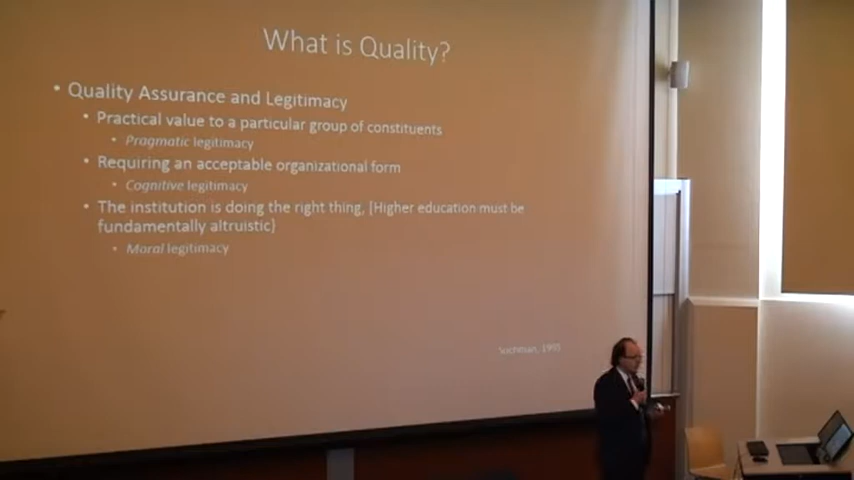 What is Quality?
• Quality Assurance and Legitimacy
• Practical value to a particular group of constituents
• Pragmatic legitimacy
• Requiring an acceptable organizational form
• Cognitive legitimacy
• The institution is doing the right thing, [Higher education must be
fundamentally altruistic]
• Moral legitimacy
Suchman, 1995